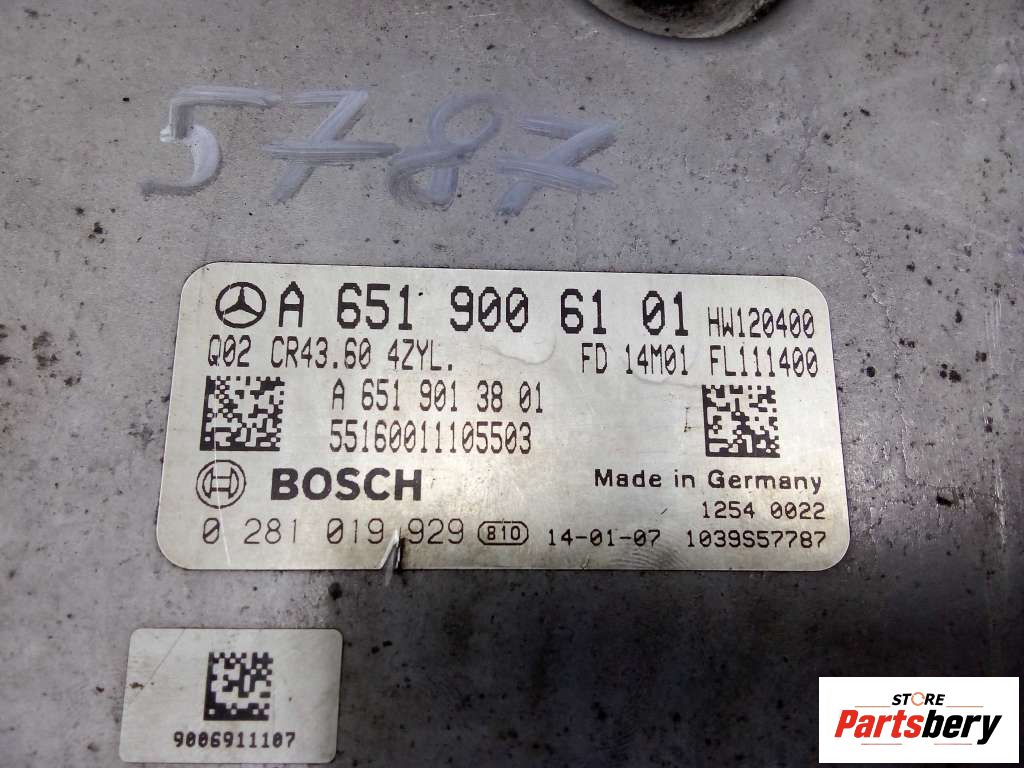 5787
A 651 900 61 01 HW120400
Q02 CR43.60 4ZYL. FD 14M01 FL111400
A 651 901 38 01
55160011105503
BOSCH Made in Germany
1254 0022
0 281 019 929 810 14-01-07 1039S57787
9006911107
STORE
Partsbery